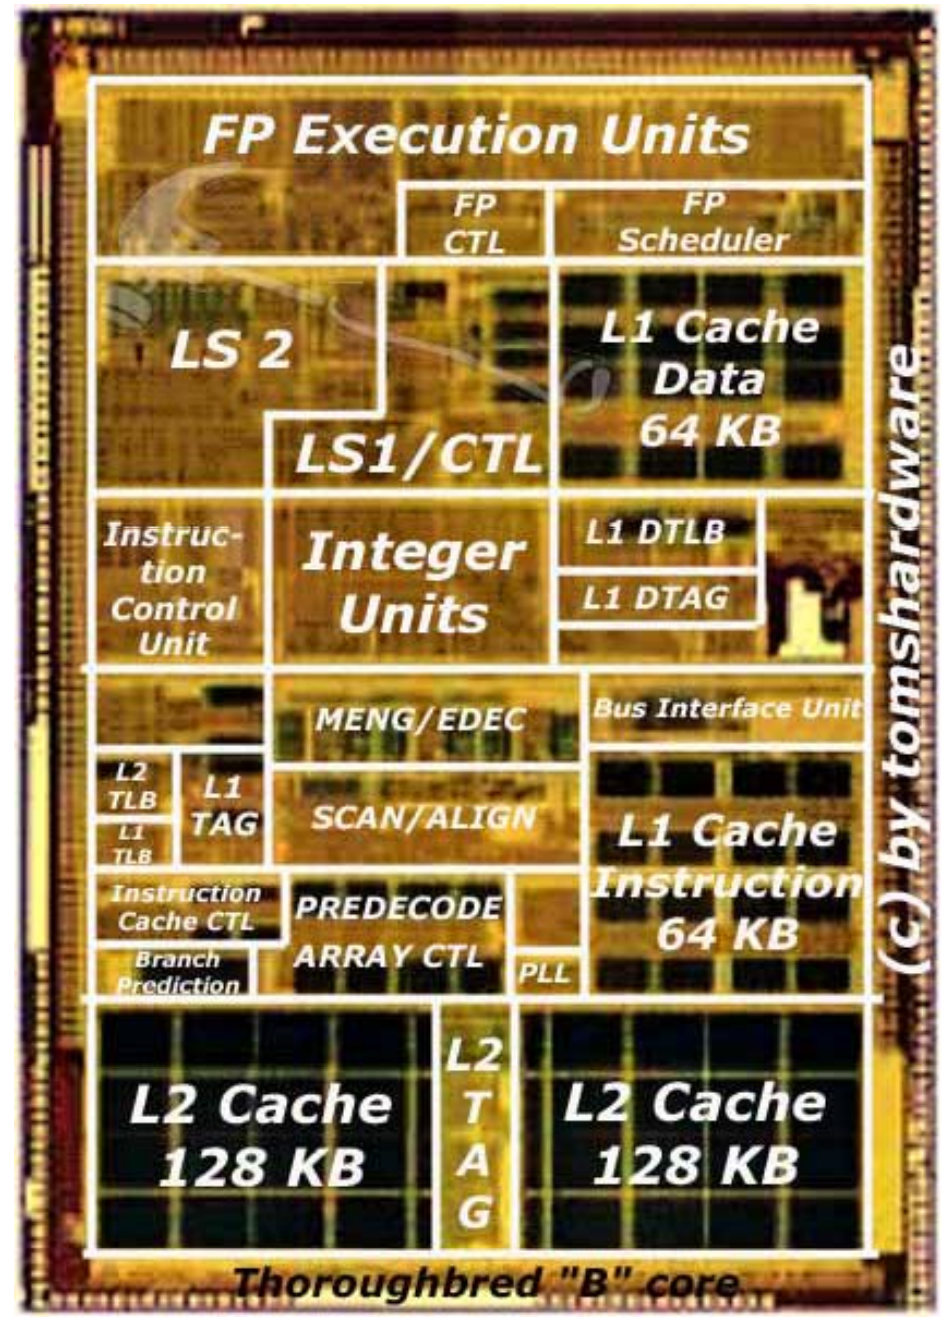 FP Execution Units
FP
CTL
FP
Scheduler
LS 2
LS1/CTL
L1 Cache
Data
64 KB
Instruc-
tion
Control
Unit
Integer
Units
L1 DTLB
L1 DTAG
MENG/EDEC
Bus Interface Unit
L2
TLB
L1
TLB
L1
TAG
SCAN/ALIGN
L1 Cache
Instruction
64 KB
Instruction
Cache CTL
Branch
Prediction
PREDECODE
ARRAY CTL
PLL
L2 Cache
128 KB
L2
T
A
G
L2 Cache
128 KB
(c) by tomshardware
Thoroughbred "B" core